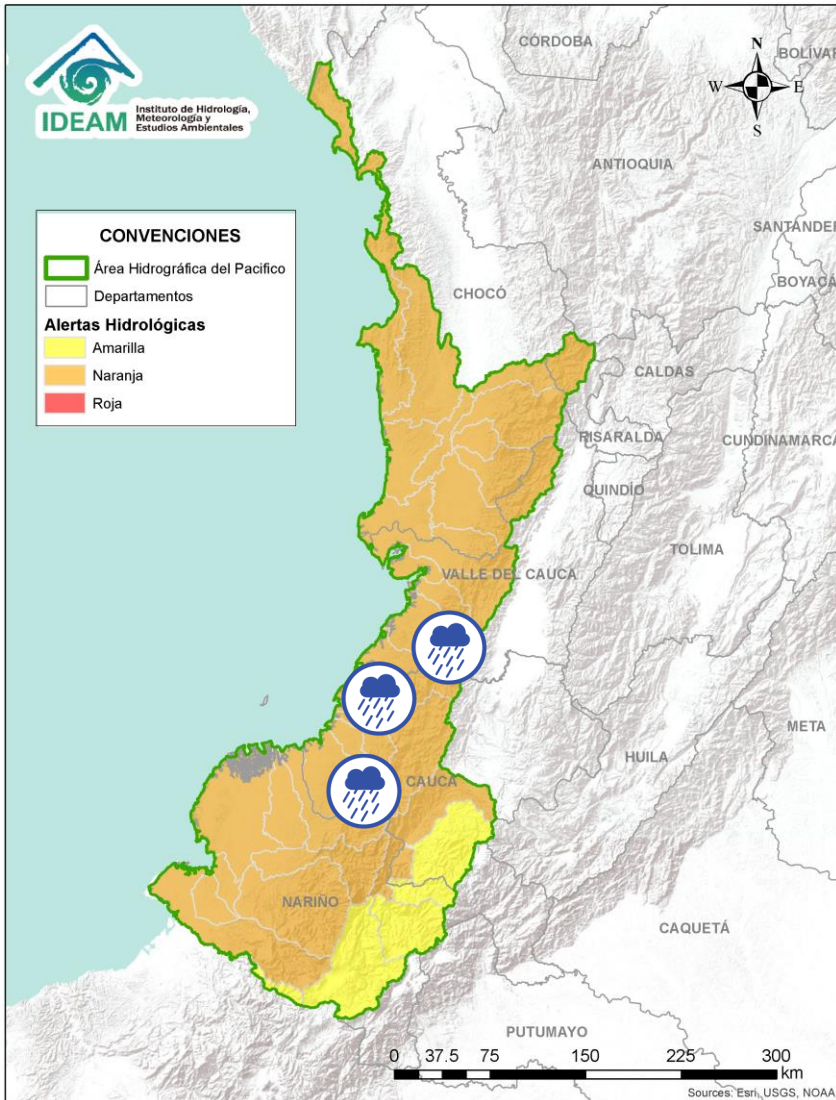 IDEAM
Instituto de Hidrología,
Meteorología y
Estudios Ambientales
N
W
E
S
CÓRDOBA
BOLÍVAR
ANTIOQUIA
SANTANDER
BOYACÁ
CHOCÓ
CALDAS
RISARALDA
CUNDINAMARCA
QUINDÍO
TOLIMA
VALLE DEL CAUCA
META
HUILA
CAUCA
NARIÑO
CAQUETÁ
PUTUMAYO
CONVENCIONES
Área Hidrográfica del Pacifico
Departamentos
Alertas Hidrológicas
Amarilla
Naranja
Roja
0 37.5 75 150 225 300
km
Sources: Esri, USGS, NOAA